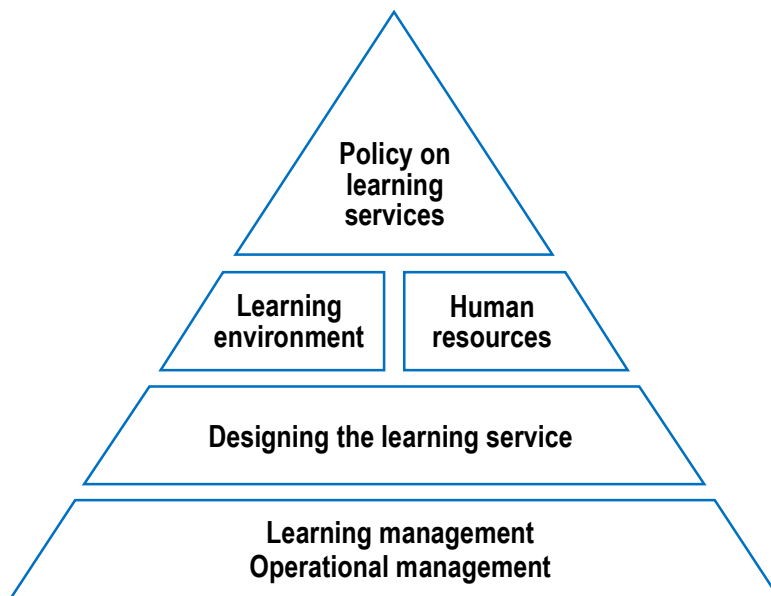 Policy on
learning
services
Learning
environment
Human
resources
Designing the learning service
Learning management
Operational management